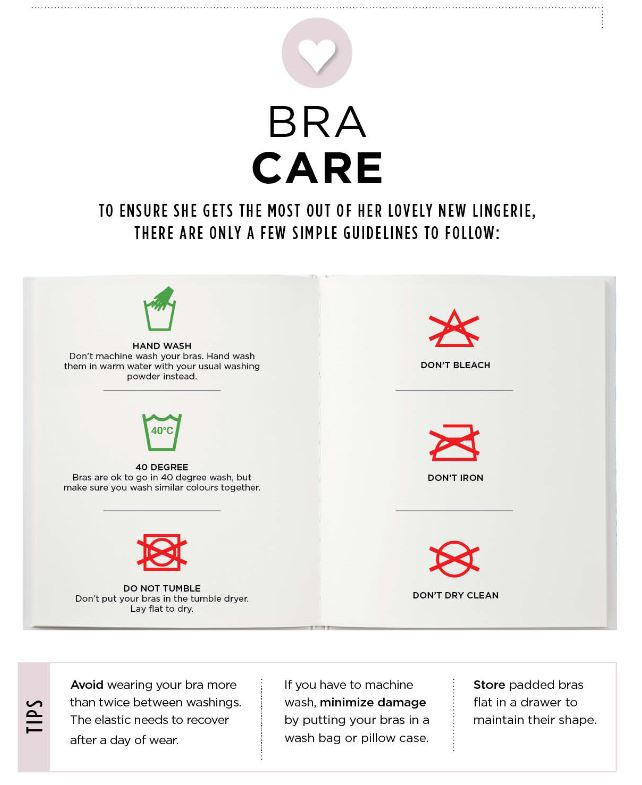 BRA
CARE
TO ENSURE SHE GETS THE MOST OUT OF HER LOVELY NEW LINGERIE,
THERE ARE ONLY A FEW SIMPLE GUIDELINES TO FOLLOW:
HAND WASH
Don't machine wash your bras. Hand wash
them in warm water with your usual washing
powder instead.
40°C
40 DEGREE
Bras are ok to go in 40 degree wash, but
make sure you wash similar colours together.
DO NOT TUMBLE
Don't put your bras in the tumble dryer.
Lay flat to dry.
DON'T BLEACH
DON'T IRON
DON'T DRY CLEAN
TIPS
Avoid wearing your bra more
than twice between washings.
The elastic needs to recover
after a day of wear.
If you have to machine
wash, minimize damage
by putting your bras in a
wash bag or pillow case.
Store padded bras
flat in a drawer to
maintain their shape.